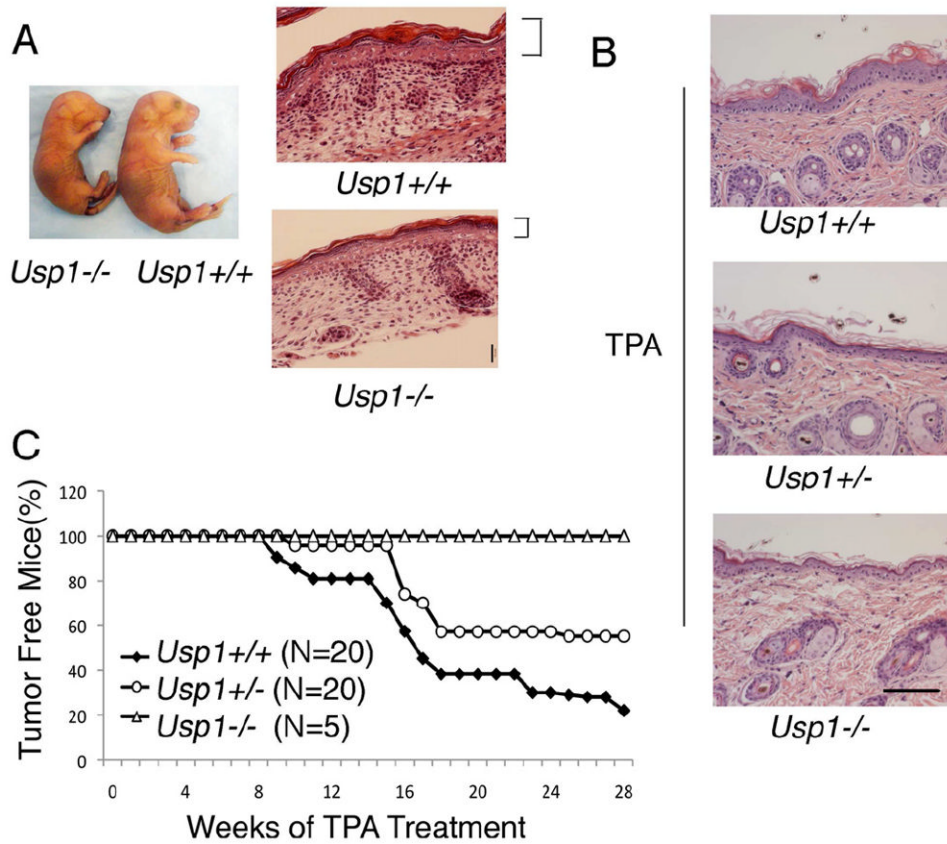 A
Usp1-/-
Usp1+/+
Usp1+/+
Usp1-/-
B
TPA
Usp1+/+
Usp1+/-
Usp1-/-
C
Tumor Free Mice(%)
120
100
80
60
40
20
0
Usp1+/+ (N=20)
Usp1+/- (N=20)
Usp1-/- (N=5)
0 4 8 12 16 20 24 28
Weeks of TPA Treatment